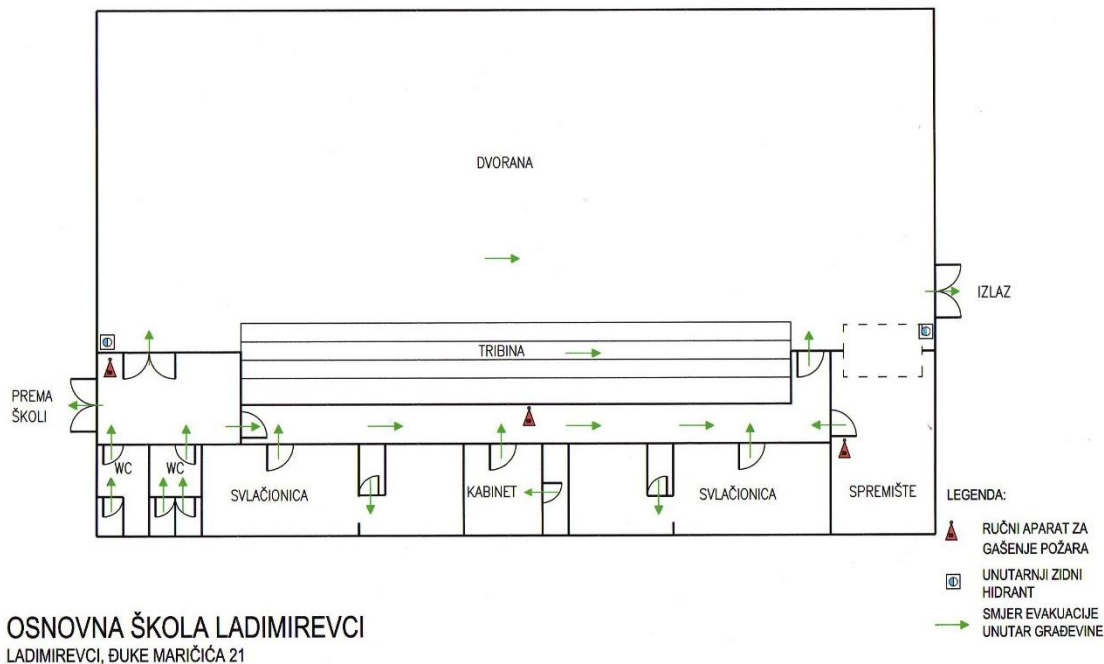 DVORANA
IZLAZ
TRIBINA
PREMA
ŠKOLI
WC
WC
SVLAČIONICA
KABINET
SVLAČIONICA
SPREMIŠTE
LEGENDA:
RUČNI APARAT ZA
GAŠENJE POŽARA
UNUTARNJI ZIDNI
HIDRANT
SMJER EVAKUACIJE
UNUTAR GRAĐEVINE
OSNOVNA ŠKOLA LADIMIREVCI
LADIMIREVCI, ĐUKE MARIČIĆA 21